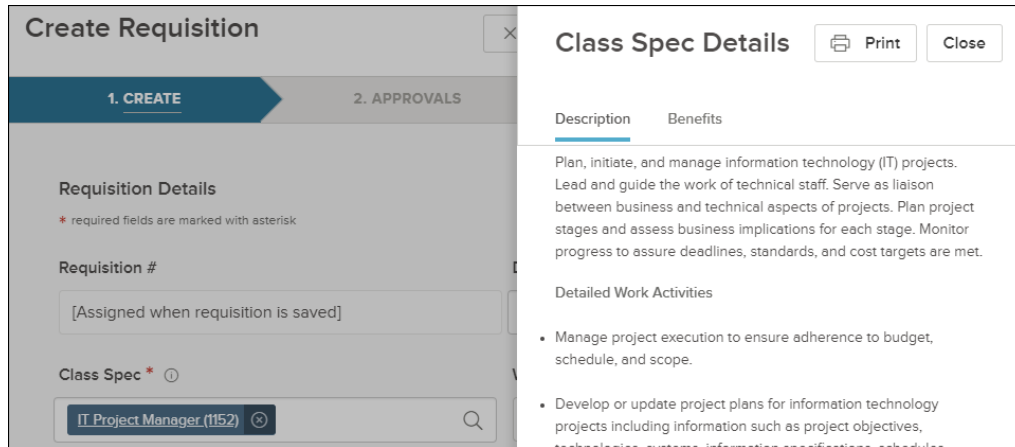 Create Requisition
1. CREATE
2. APPROVALS
Requisition Details
* required fields are marked with asterisk
Requisition #
[Assigned when requisition is saved]
Class Spec *
IT Project Manager (1152)
Class Spec Details
Print
Close
Description
Benefits
Plan, initiate, and manage information technology (IT) projects.
Lead and guide the work of technical staff. Serve as liaison
between business and technical aspects of projects. Plan project
stages and assess business implications for each stage. Monitor
progress to assure deadlines, standards, and cost targets are met.
Detailed Work Activities
• Manage project execution to ensure adherence to budget,
schedule, and scope.
• Develop or update project plans for information technology
projects including information such as project objectives,
technologies, systems, information specifications, schedules,